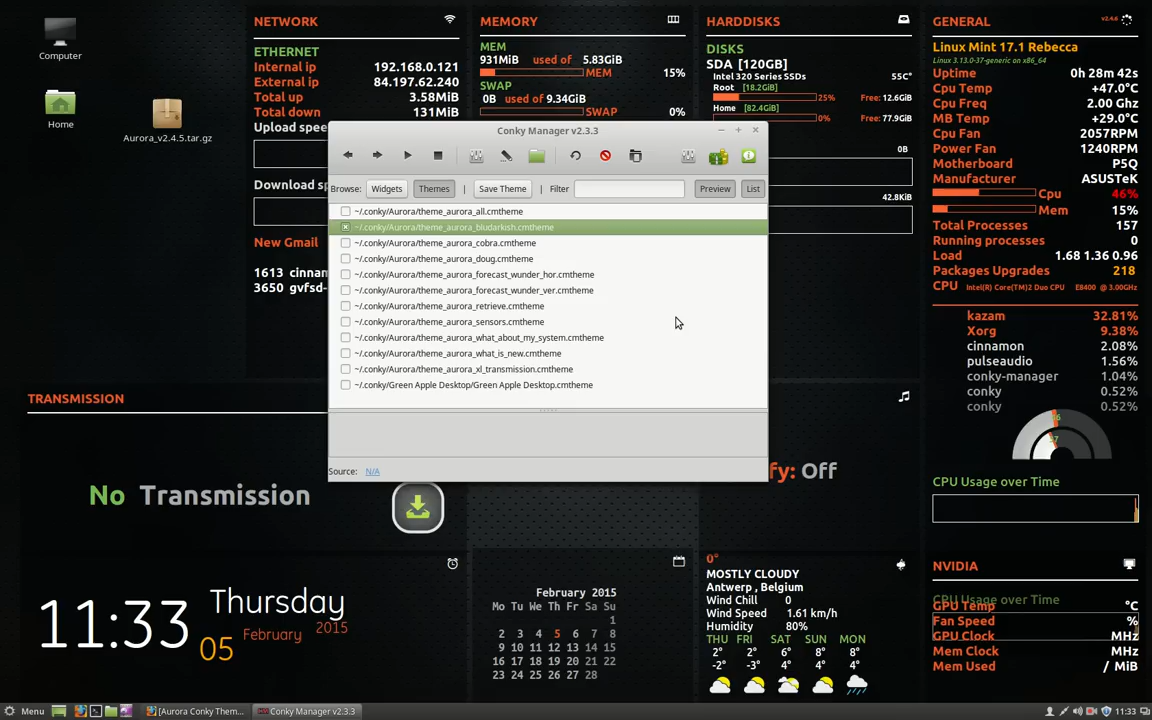 Computer
Home
Aurora_v2.4.5.tar.gz
NETWORK
ETHERNET
Internal ip 192.168.0.121
External ip 84.197.62.240
Total up 3.58MiB
Total down 131MiB
Upload spee
Download sp
New Gmail
1613 cinnan
3650 gvfsd-
MEMORY
MEM
931MiB used of 5.83GiB
MEM 15%
SWAP
0B used of 9.34GiB
SWAP 0%
HARDDISKS
DISKS
SDA [120GB]
Intel 320 Series SSDs 55C°
Root [18.2GiB]
25% Free: 12.6GiB
Home [82.4GiB]
0% Free: 77.9GiB
0B
42.8KiB
GENERAL v2.4.6
Linux Mint 17.1 Rebecca
Linux 3.13.0-37-generic on x86_64
Uptime 0h 28m 42s
Cpu Temp +47.0°C
Cpu Freq 2.00 Ghz
MB Temp +29.0°C
Cpu Fan 2057RPM
Power Fan 1240RPM
Motherboard P5Q
Manufacturer ASUSTeK
Cpu 46%
Mem 15%
Total Processes 157
Running processes 0
Load 1.68 1.36 0.96
Packages Upgrades 218
CPU Intel(R) Core(TM)2 Duo CPU E8400 @ 3.00GHz
kazam 32.81%
Xorg 9.38%
cinnamon 2.08%
pulseaudio 1.56%
conky-manager 1.04%
conky 0.52%
conky 0.52%
CPU Usage over Time
NVIDIA
CPU Usage over Time
GPU Temp °C
Fan Speed %
GPU Clock MHz
Mem Clock MHz
Mem Used / MiB
Conky Manager v2.3.3
Browse: Widgets Themes | Save Theme | Filter Preview List
~/.conky/Aurora/theme_aurora_all.cmtheme
~/.conky/Aurora/theme_aurora_bludarkish.cmtheme
~/.conky/Aurora/theme_aurora_cobra.cmtheme
~/.conky/Aurora/theme_aurora_doug.cmtheme
~/.conky/Aurora/theme_aurora_forecast_wunder_hor.cmtheme
~/.conky/Aurora/theme_aurora_forecast_wunder_ver.cmtheme
~/.conky/Aurora/theme_aurora_retrieve.cmtheme
~/.conky/Aurora/theme_aurora_sensors.cmtheme
~/.conky/Aurora/theme_aurora_what_about_my_system.cmtheme
~/.conky/Aurora/theme_aurora_what_is_new.cmtheme
~/.conky/Aurora/theme_aurora_xl_transmission.cmtheme
~/.conky/Green Apple Desktop/Green Apple Desktop.cmtheme
Source: N/A
TRANSMISSION
No Transmission
fy: Off
11:33 Thursday
05 February 2015
February 2015
Mo Tu We Th Fr Sa Su
1
2 3 4 5 6 7 8
9 10 11 12 13 14 15
16 17 18 19 20 21 22
23 24 25 26 27 28
0°
MOSTLY CLOUDY
Antwerp , Belgium
Wind Chill 0
Wind Speed 1.61 km/h
Humidity 80%
THU FRI SAT SUN MON
2° 2° 6° 8° 8°
-2° -3° 4° 4° 4°
Menu [Aurora Conky Them... Conky Manager v2.3.3 11:33